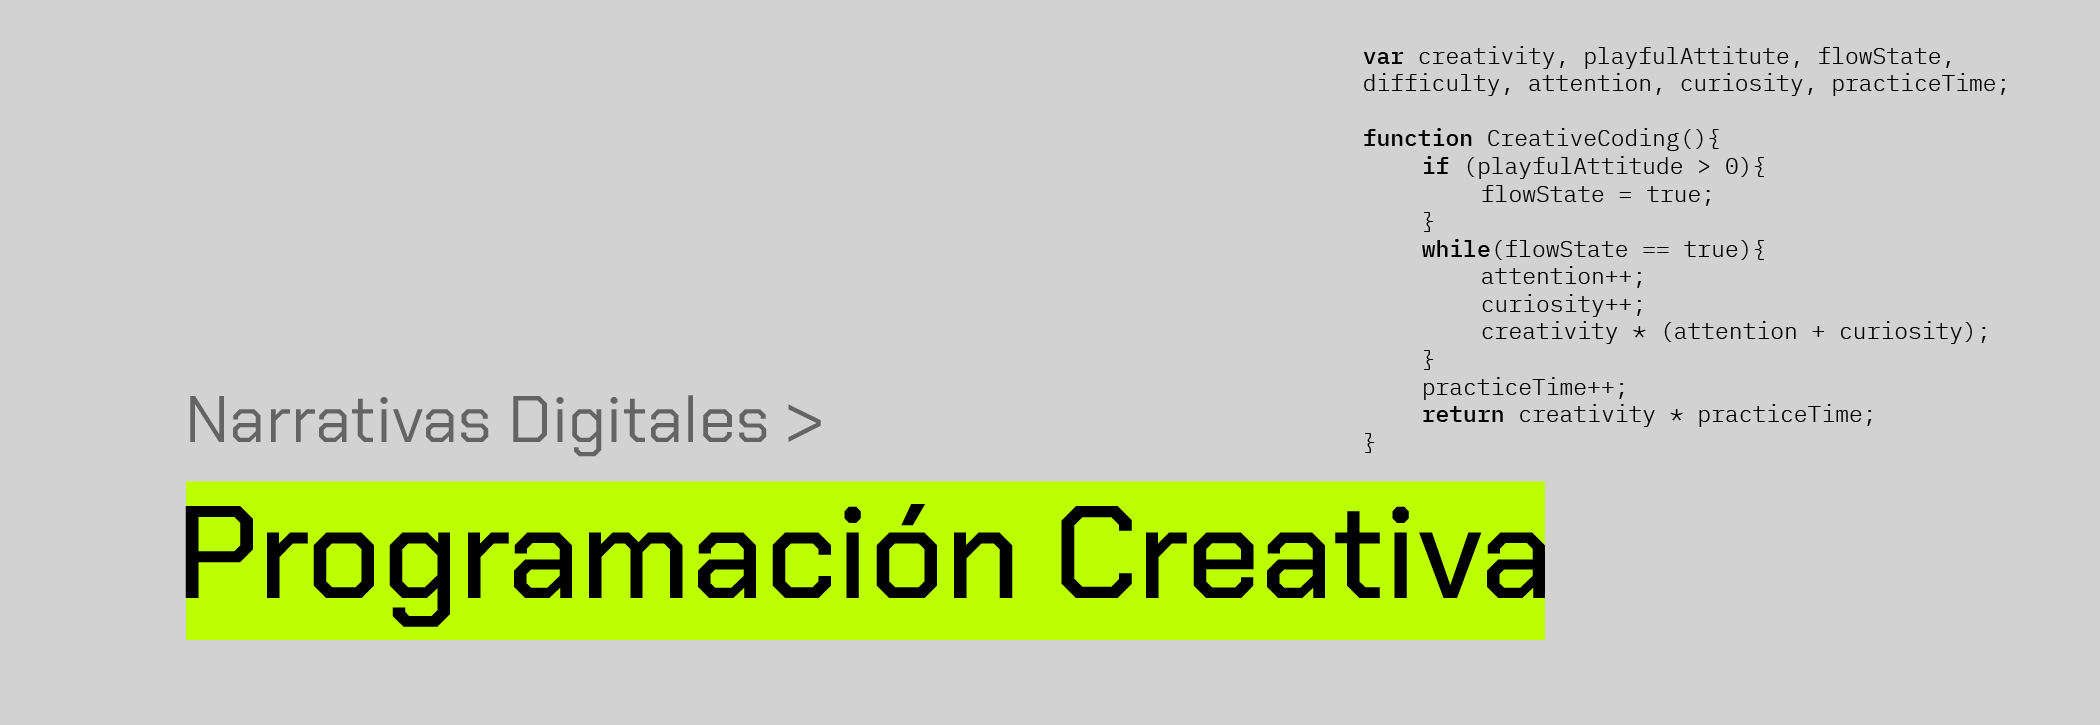 var creativity, playfulAttitute, flowState,
difficulty, attention, curiosity, practiceTime;
function CreativeCoding(){
if (playfulAttitude > 0){
flowState = true;
}
while(flowState == true){
attention++;
curiosity++;
creativity * (attention + curiosity);
}
practiceTime++;
return creativity * practiceTime;
}
Narrativas Digitales >
Programación Creativa